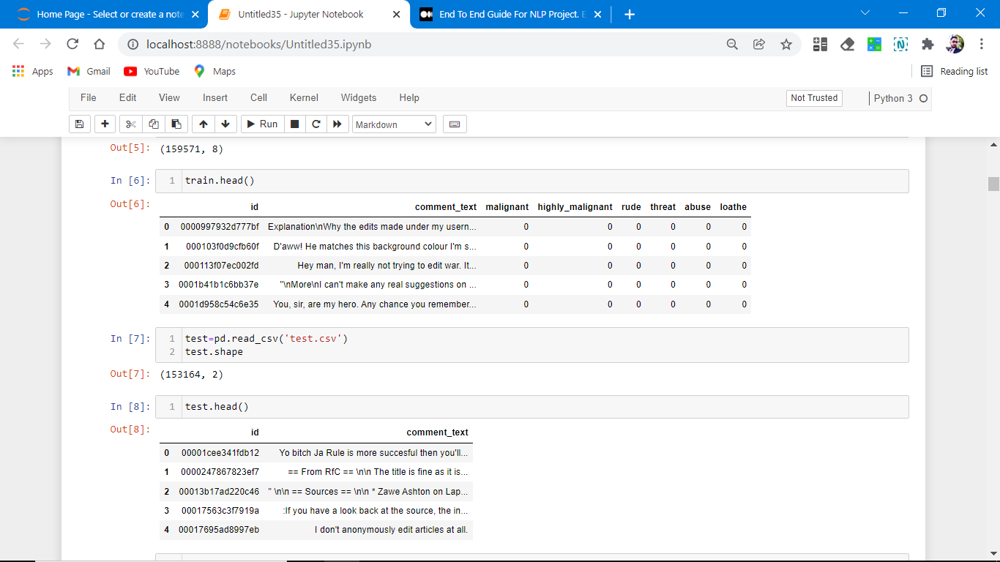 Home Page - Select or create a note
Untitled35 - Jupyter Notebook
End To End Guide For NLP Project. E
localhost:8888/notebooks/Untitled35.ipynb
Apps Gmail YouTube Maps Reading list
File Edit View Insert Cell Kernel Widgets Help Not Trusted Python 3
Run Markdown
Out[5]: (159571, 8)
In [6]: 1 train.head()
Out[6]:
id comment_text malignant highly_malignant rude threat abuse loathe
0 0000997932d777bf Explanation\nWhy the edits made under my usern... 0 0 0 0 0 0
1 000103f0d9cfb60f D'aww! He matches this background colour I'm s... 0 0 0 0 0 0
2 000113f07ec002fd Hey man, I'm really not trying to edit war. It... 0 0 0 0 0 0
3 0001b41b1c6bb37e "\nMore\nI can't make any real suggestions on ... 0 0 0 0 0 0
4 0001d958c54c6e35 You, sir, are my hero. Any chance you remember... 0 0 0 0 0 0
In [7]: 1 test=pd.read_csv('test.csv')
2 test.shape
Out[7]: (153164, 2)
In [8]: 1 test.head()
Out[8]:
id comment_text
0 00001cee341fdb12 Yo bitch Ja Rule is more succesful then you'll...
1 0000247867823ef7 == From RfC == \n\n The title is fine as it is...
2 00013b17ad220c46 " \n\n == Sources == \n\n * Zawe Ashton on Lap...
3 00017563c3f7919a :If you have a look back at the source, the in...
4 00017695ad8997eb I don't anonymously edit articles at all.